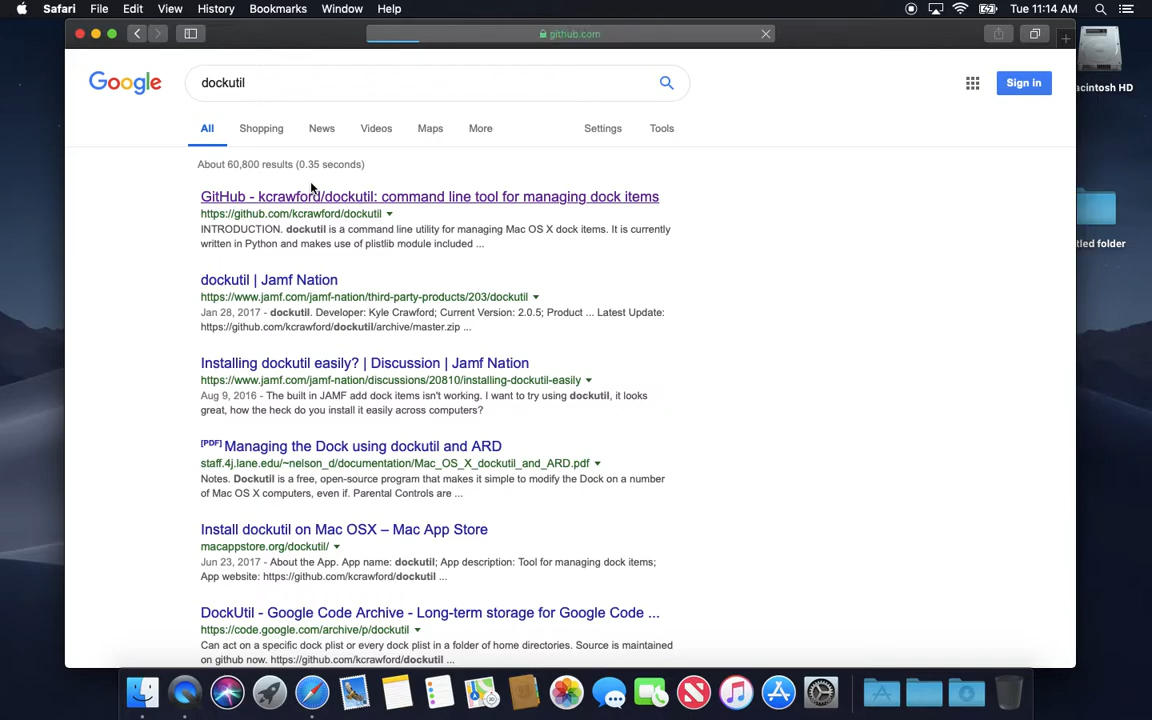 Safari File Edit View History Bookmarks Window Help Tue 11:14 AM
github.com
Google dockutil Sign in
All Shopping News Videos Maps More Settings Tools
acintosh HD
About 60,800 results (0.35 seconds)
GitHub - kcrawford/dockutil: command line tool for managing dock items
https://github.com/kcrawford/dockutil
INTRODUCTION. dockutil is a command line utility for managing Mac OS X dock items. It is currently
written in Python and makes use of plistlib module included ...
tled folder
dockutil | Jamf Nation
https://www.jamf.com/jamf-nation/third-party-products/203/dockutil
Jan 28, 2017 - dockutil. Developer: Kyle Crawford; Current Version: 2.0.5; Product ... Latest Update:
https://github.com/kcrawford/dockutil/archive/master.zip ...
Installing dockutil easily? | Discussion | Jamf Nation
https://www.jamf.com/jamf-nation/discussions/20810/installing-dockutil-easily
Aug 9, 2016 - The built in JAMF add dock items isn't working. I want to try using dockutil, it looks
great, how the heck do you install it easily across computers?
[PDF] Managing the Dock using dockutil and ARD
staff.4j.lane.edu/~nelson_d/documentation/Mac_OS_X_dockutil_and_ARD.pdf
Notes. Dockutil is a free, open-source program that makes it simple to modify the Dock on a number
of Mac OS X computers, even if. Parental Controls are ...
Install dockutil on Mac OSX – Mac App Store
macappstore.org/dockutil/
Jun 23, 2017 - About the App. App name: dockutil; App description: Tool for managing dock items;
App website: https://github.com/kcrawford/dockutil ...
DockUtil - Google Code Archive - Long-term storage for Google Code ...
https://code.google.com/archive/p/dockutil
Can act on a specific dock plist or every dock plist in a folder of home directories. Source is maintained
on github now. https://github.com/kcrawford/dockutil ...